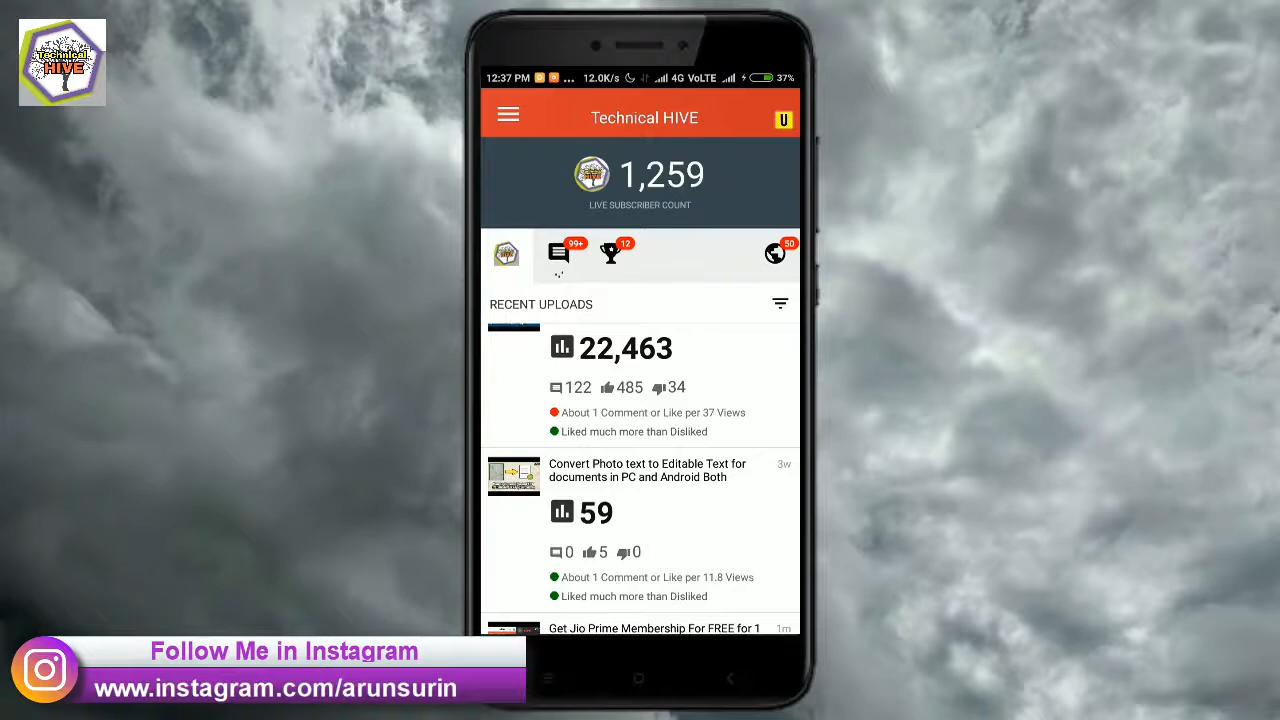 Technical
HIVE
12:37 PM ... 12.0K/s 4G VoLTE 37%
Technical HIVE
U
1,259
LIVE SUBSCRIBER COUNT
99+ 12 50
RECENT UPLOADS
22,463
122 485 34
About 1 Comment or Like per 37 Views
Liked much more than Disliked
Convert Photo text to Editable Text for 3w
documents in PC and Android Both
59
0 5 0
About 1 Comment or Like per 11.8 Views
Liked much more than Disliked
Get Jio Prime Membership For FREE for 1 1m
Follow Me in Instagram
www.instagram.com/arunsurin